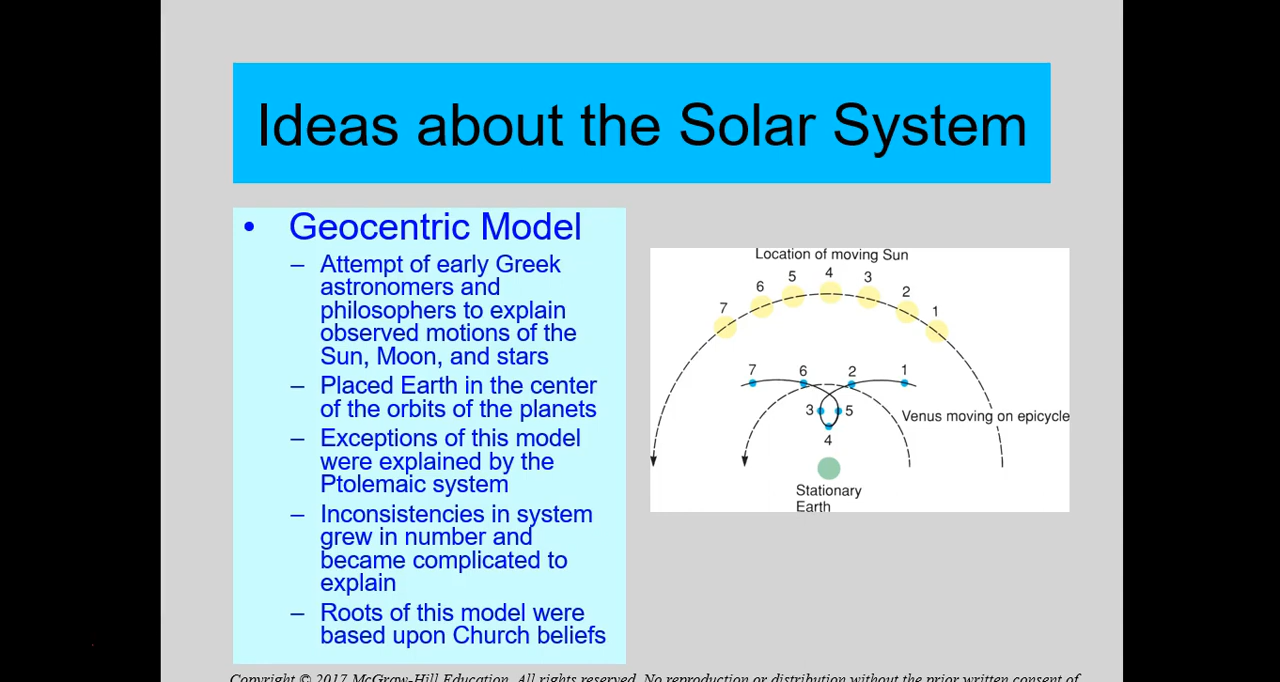 Ideas about the Solar System
• Geocentric Model
– Attempt of early Greek
astronomers and
philosophers to explain
observed motions of the
Sun, Moon, and stars
– Placed Earth in the center
of the orbits of the planets
– Exceptions of this model
were explained by the
Ptolemaic system
– Inconsistencies in system
grew in number and
became complicated to
explain
– Roots of this model were
based upon Church beliefs
Location of moving Sun
7 6 5 4 3 2 1
7 6 2 1
3 5
4
Venus moving on epicycle
Stationary
Earth
Copyright © 2017 McGraw-Hill Education. All rights reserved. No reproduction or distribution without the prior written consent of